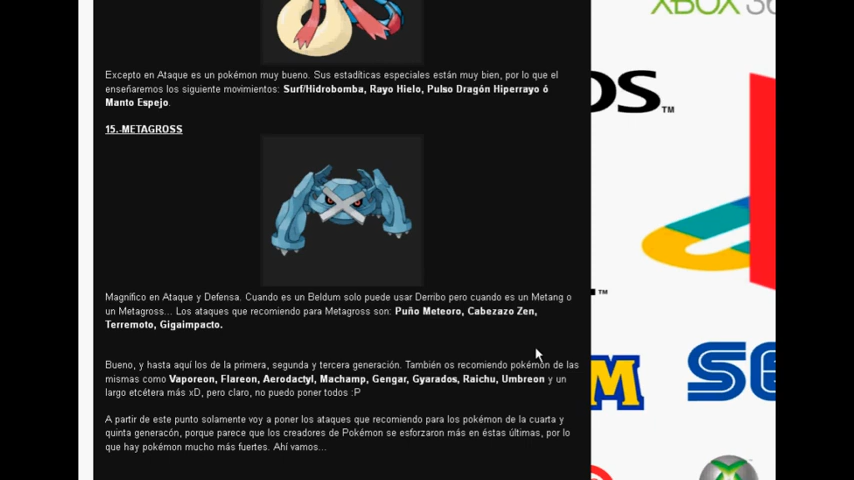 XBOX 36
Excepto en Ataque es un pokémon muy bueno. Sus estadíticas especiales están muy bien, por lo que el
enseñaremos los siguiente movimientos: Surf/Hidrobomba, Rayo Hielo, Pulso Dragón Hiperrayo ó
Manto Espejo.
DS TM
15.-METAGROSS
TM
Magnífico en Ataque y Defensa. Cuando es un Beldum solo puede usar Derribo pero cuando es un Metang o
un Metagross... Los ataques que recomiendo para Metagross son: Puño Meteoro, Cabezazo Zen,
Terremoto, Gigaimpacto.
Bueno, y hasta aquí los de la primera, segunda y tercera generación. También os recomiendo pokémon de las
mismas como Vaporeon, Flareon, Aerodactyl, Machamp, Gengar, Gyarados, Raichu, Umbreon y un
largo etcétera más xD, pero claro, no puedo poner todos :P
M
SE
A partir de este punto solamente voy a poner los ataques que recomiendo para los pokémon de la cuarta y
quinta generacón, porque parece que los creadores de Pokémon se esforzaron más en éstas últimas, por lo
que hay pokémon mucho más fuertes. Ahí vamos...